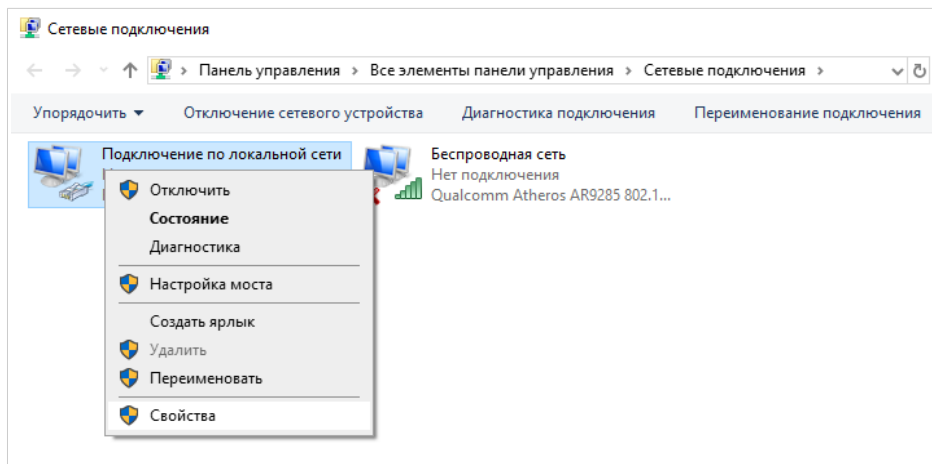 Сетевые подключения
Панель управления > Все элементы панели управления > Сетевые подключения >
Упорядочить Отключение сетевого устройства Диагностика подключения Переименование подключения
Подключение по локальной сети
Беспроводная сеть
Нет подключения
Qualcomm Atheros AR9285 802.1...
Отключить
Состояние
Диагностика
Настройка моста
Создать ярлык
Удалить
Переименовать
Свойства